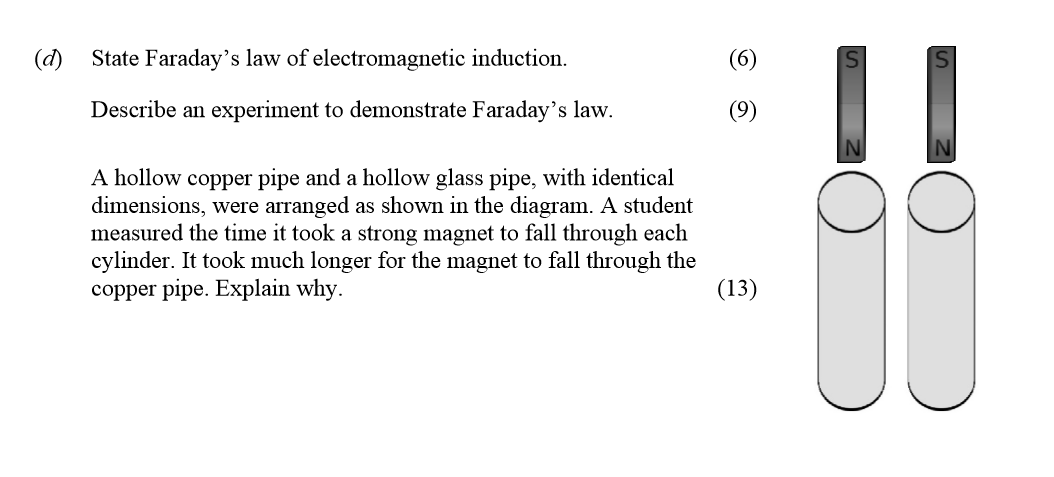 (d) State Faraday’s law of electromagnetic induction. (6)
Describe an experiment to demonstrate Faraday’s law. (9)
A hollow copper pipe and a hollow glass pipe, with identical
dimensions, were arranged as shown in the diagram. A student
measured the time it took a strong magnet to fall through each
cylinder. It took much longer for the magnet to fall through the
copper pipe. Explain why. (13)
S S
N N